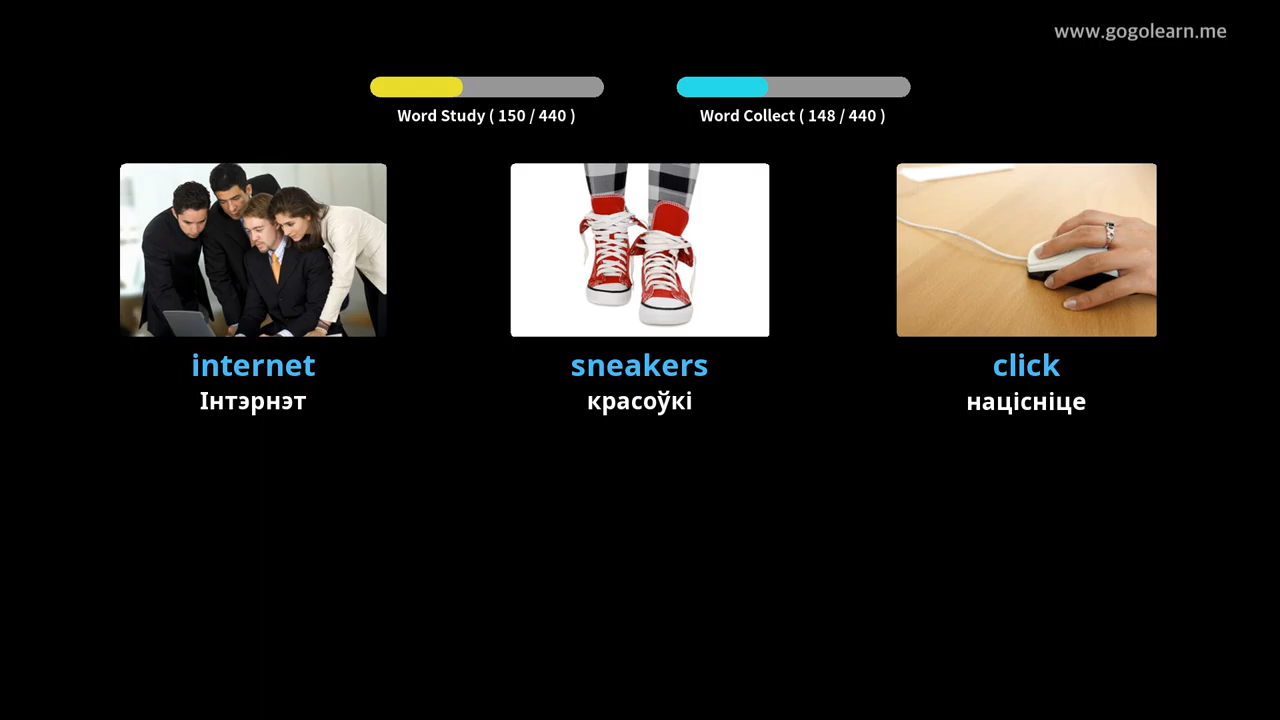 www.gogolearn.me
Word Study ( 150 / 440 )
Word Collect ( 148 / 440 )
internet
Інтэрнэт
sneakers
красоўкі
click
націсніце